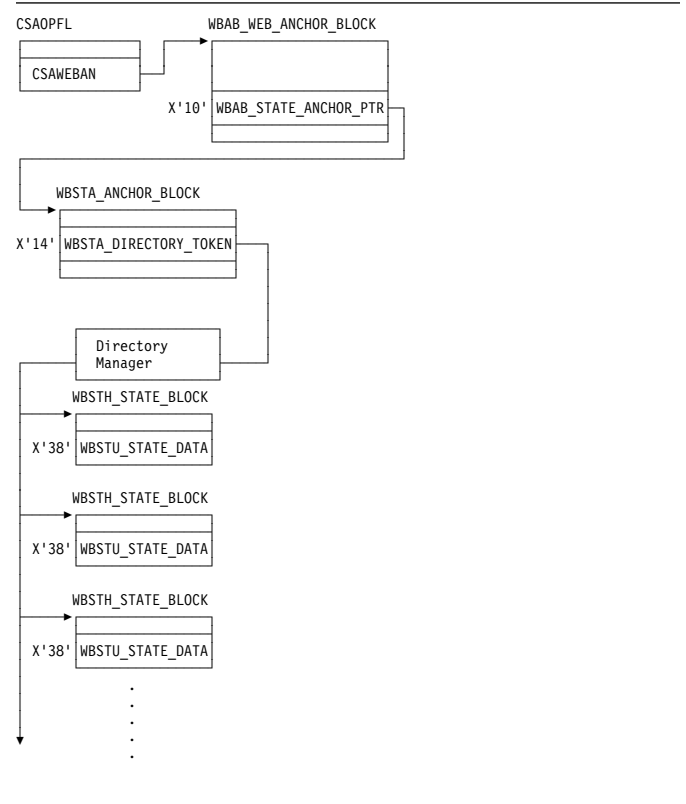 CSAOPFL WBAB_WEB_ANCHOR_BLOCK
CSAWEBAN
X'10' WBAB_STATE_ANCHOR_PTR
WBSTA_ANCHOR_BLOCK
X'14' WBSTA_DIRECTORY_TOKEN
Directory
Manager
WBSTH_STATE_BLOCK
X'38' WBSTU_STATE_DATA
WBSTH_STATE_BLOCK
X'38' WBSTU_STATE_DATA
WBSTH_STATE_BLOCK
X'38' WBSTU_STATE_DATA
.
.
.
.
.